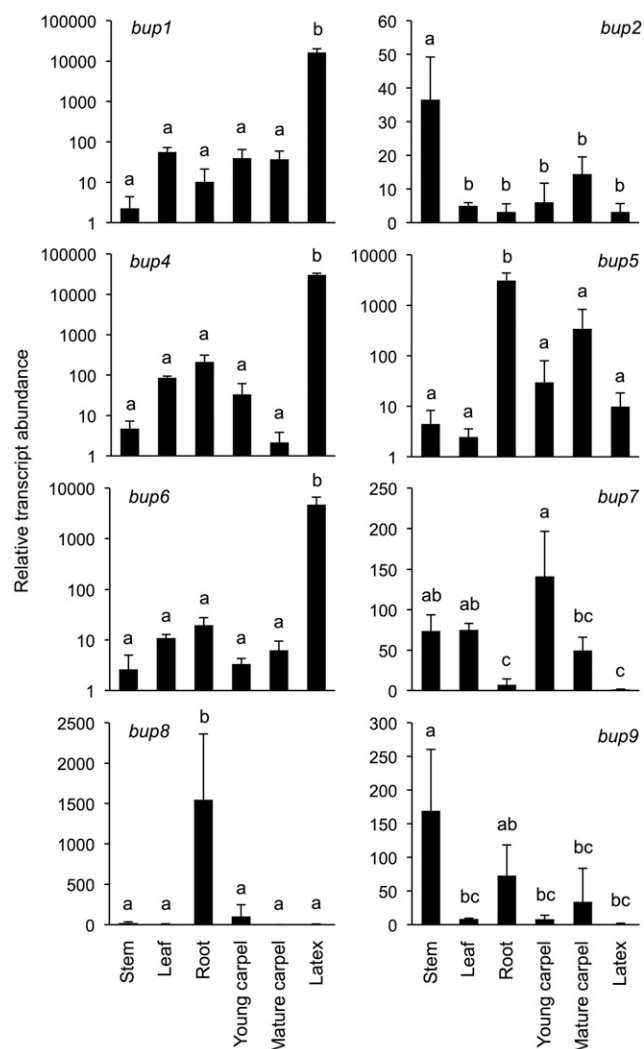 bup1
100000
10000
10000
100
10
1
a
a
a
a
a
b
bup2
60
50
40
30
20
10
0
a
b
b
b
b
b
bup4
100000
10000
1000
100
10
1
a
a
a
a
a
b
bup5
1000
100
10
1
a
a
b
a
a
a
Relative transcript abundance
bup6
10000
1000
100
10
1
a
a
a
a
a
b
bup7
250
200
150
100
50
0
ab
ab
c
a
bc
c
bup8
2500
2000
1500
1000
500
0
a
a
b
a
a
a
bup9
300
250
200
150
100
50
0
a
bc
ab
bc
bc
bc
Stem
Leaf
Root
Young carpel
Mature carpel
Latex
Stem
Leaf
Root
Young carpel
Mature carpel
Latex